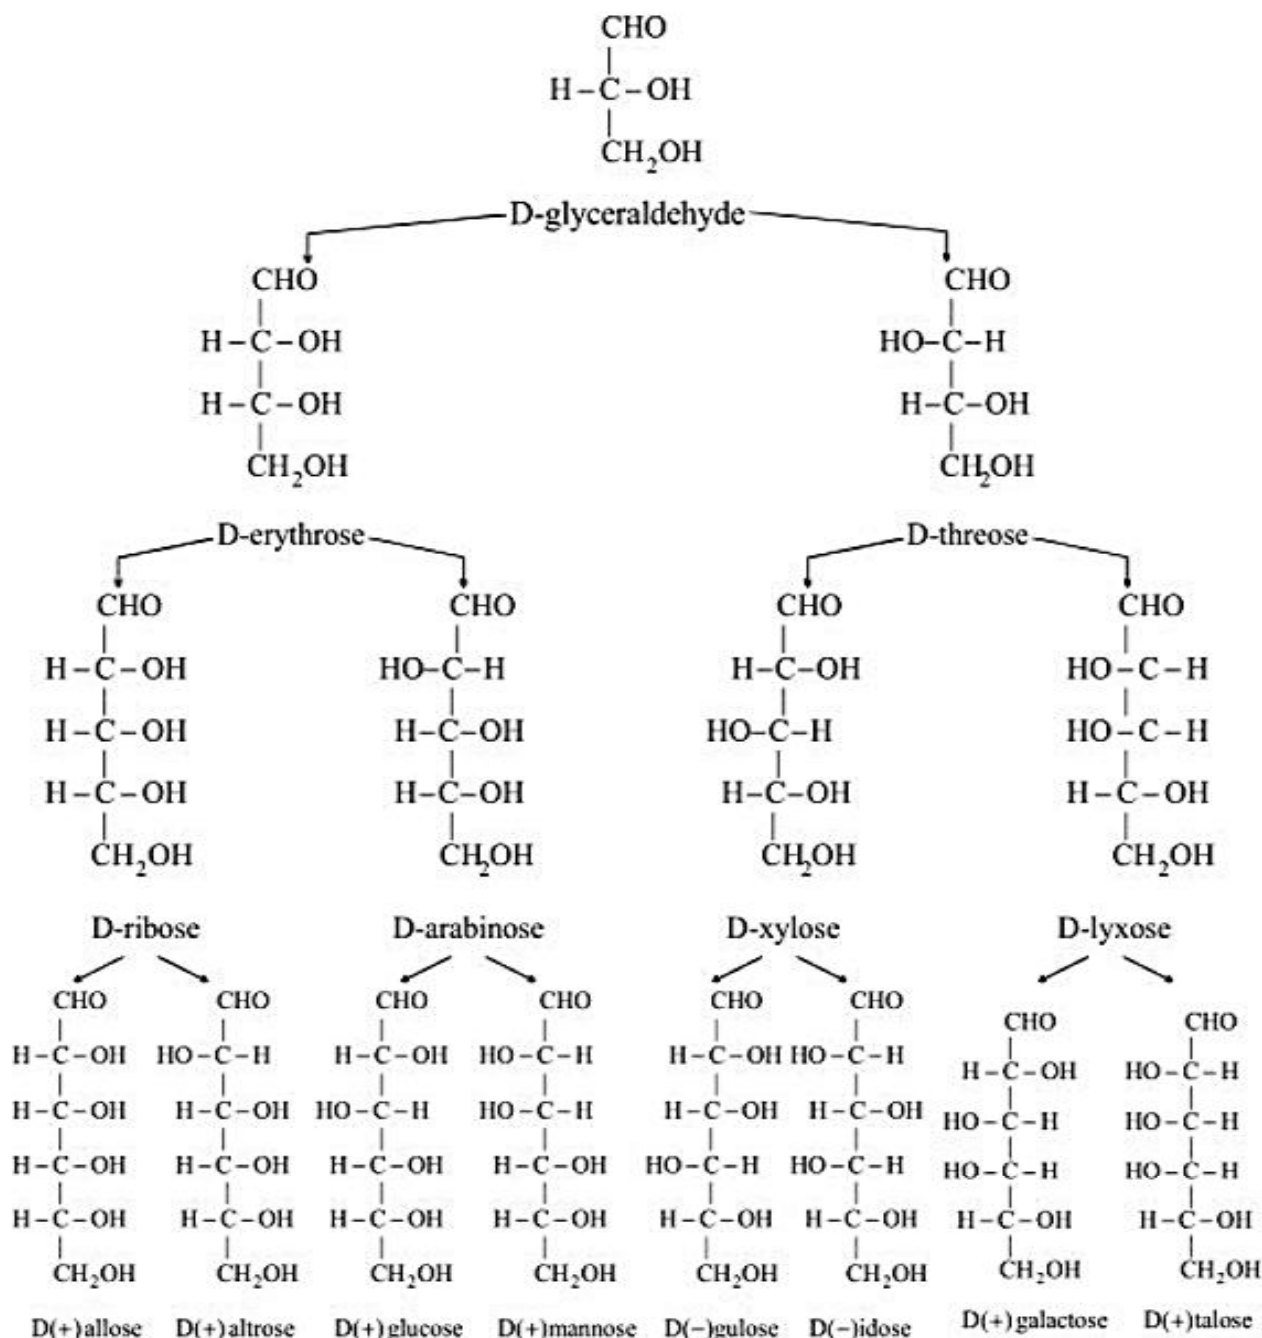 CHO
H–C–OH
CH₂OH
D-glyceraldehyde
CHO CHO
H–C–OH HO–C–H
H–C–OH H–C–OH
CH₂OH CH₂OH
D-erythrose D-threose
CHO CHO CHO CHO
H–C–OH HO–C–H H–C–OH HO–C–H
H–C–OH H–C–OH HO–C–H HO–C–H
H–C–OH H–C–OH H–C–OH H–C–OH
CH₂OH CH₂OH CH₂OH CH₂OH
D-ribose D-arabinose D-xylose D-lyxose
CHO CHO CHO CHO CHO CHO CHO CHO
H–C–OH HO–C–H H–C–OH HO–C–H H–C–OH HO–C–H H–C–OH HO–C–H
H–C–OH H–C–OH HO–C–H HO–C–H H–C–OH H–C–OH HO–C–H HO–C–H
H–C–OH H–C–OH H–C–OH H–C–OH HO–C–H HO–C–H HO–C–H HO–C–H
H–C–OH H–C–OH H–C–OH H–C–OH H–C–OH H–C–OH H–C–OH H–C–OH
CH₂OH CH₂OH CH₂OH CH₂OH CH₂OH CH₂OH CH₂OH CH₂OH
D(+)allose D(+)altrose D(+)glucose D(+)mannose D(–)gulose D(–)idose D(+)galactose D(+)talose